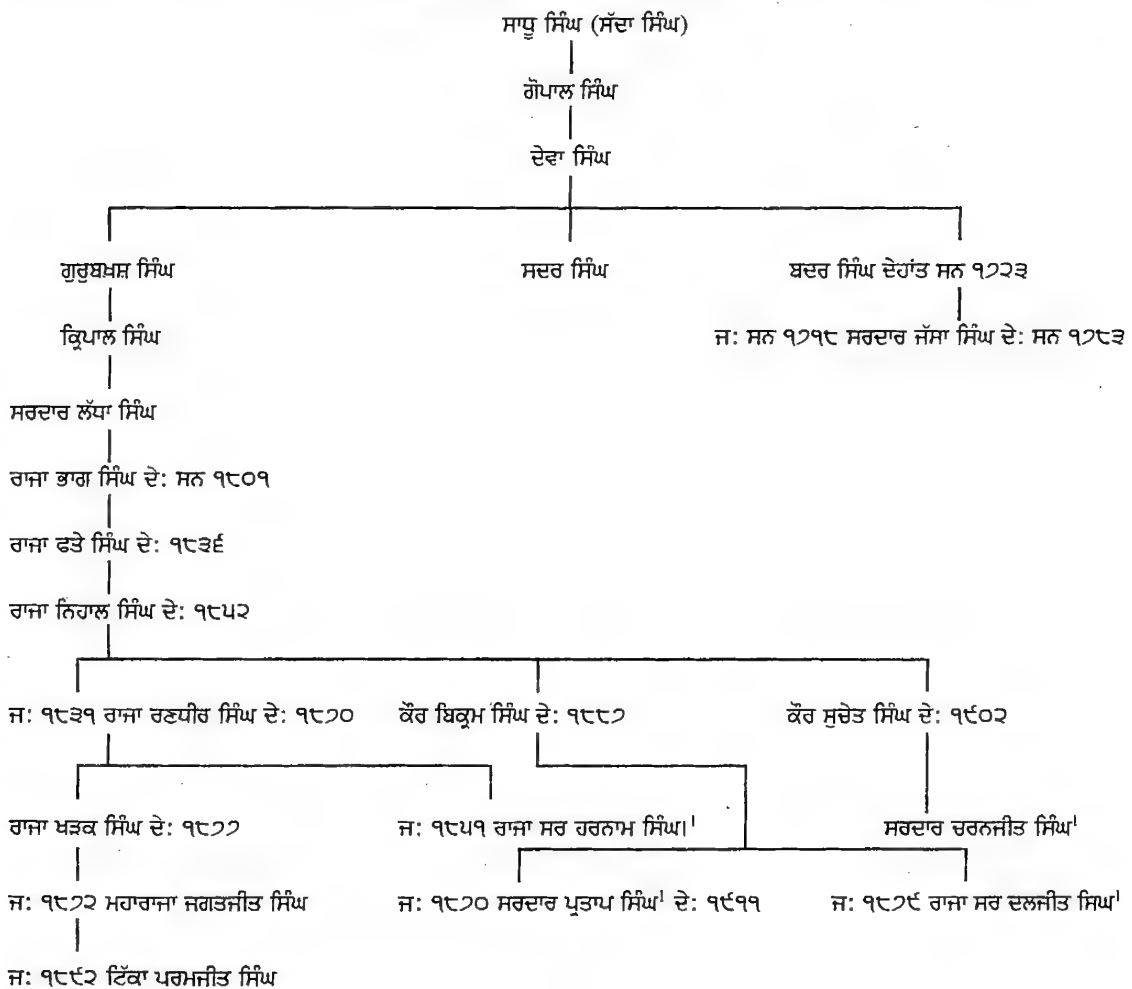 ਸਾਧੂ ਸਿੰਘ (ਸੱਦਾ ਸਿੰਘ)
ਗੋਪਾਲ ਸਿੰਘ
ਦੇਵਾ ਸਿੰਘ
ਗੁਰੁਬਖ਼ਸ਼ ਸਿੰਘ ਸਦਰ ਸਿੰਘ ਬਦਰ ਸਿੰਘ ਦੇਹਾਂਤ ਸਨ ੧੭੨੩
ਕ੍ਰਿਪਾਲ ਸਿੰਘ ਜ: ਸਨ ੧੭੧੮ ਸਰਦਾਰ ਜੱਸਾ ਸਿੰਘ ਦੇ: ਸਨ ੧੭੮੩
ਸਰਦਾਰ ਲੱਧਾ ਸਿੰਘ
ਰਾਜਾ ਭਾਗ ਸਿੰਘ ਦੇ: ਸਨ ੧੮੦੧
ਰਾਜਾ ਫਤੇ ਸਿੰਘ ਦੇ: ੧੮੩੬
ਰਾਜਾ ਨਿਹਾਲ ਸਿੰਘ ਦੇ: ੧੮੫੨
ਜ: ੧੮੩੧ ਰਾਜਾ ਰਣਧੀਰ ਸਿੰਘ ਦੇ: ੧੮੭੦ ਕੌਰ ਬਿਕ੍ਰਮ ਸਿੰਘ ਦੇ: ੧੮੮੭ ਕੌਰ ਸੁਚੇਤ ਸਿੰਘ ਦੇ: ੧੯੦੨
ਰਾਜਾ ਖੜਕ ਸਿੰਘ ਦੇ: ੧੮੭੭ ਜ: ੧੮੫੧ ਰਾਜਾ ਸਰ ਹਰਨਾਮ ਸਿੰਘ।¹ ਸਰਦਾਰ ਚਰਨਜੀਤ ਸਿੰਘ¹
ਜ: ੧੮੭੨ ਮਹਾਰਾਜਾ ਜਗਤਜੀਤ ਸਿੰਘ ਜ: ੧੮੭੦ ਸਰਦਾਰ ਪ੍ਰਤਾਪ ਸਿੰਘ¹ ਦੇ: ੧੯੧੧ ਜ: ੧੮੭੯ ਰਾਜਾ ਸਰ ਦਲਜੀਤ ਸਿਘ¹
ਜ: ੧੮੯੨ ਟਿੱਕਾ ਪਰਮਜੀਤ ਸਿੰਘ